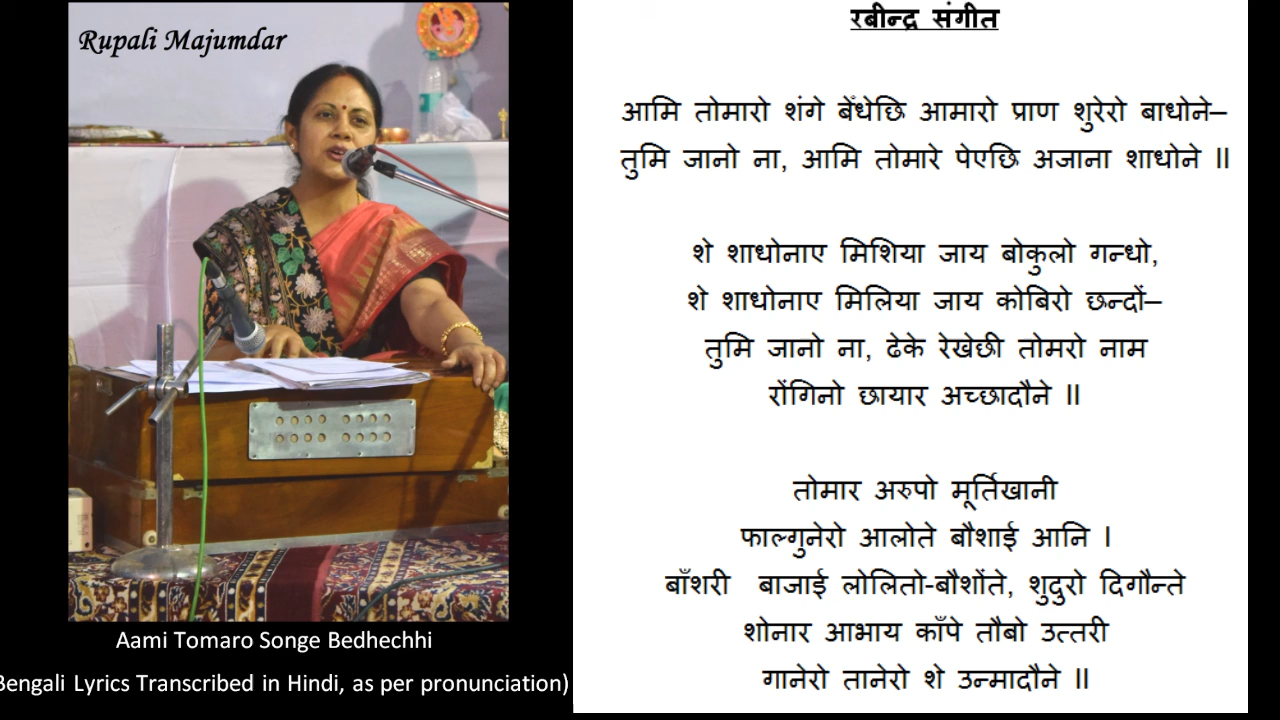 Rupali Majumdar
रबीन्द्र संगीत
आमि तोमारो शंगे बेँधेछि आमारो प्राण शुरेरो बाधोने–
तुमि जानो ना, आमि तोमारे पेएछि अजाना शाधोने ॥
शे शाधोनाए मिशिया जाय बोकुलो गन्धो,
शे शाधोनाए मिलिया जाय कोबिरो छन्दों–
तुमि जानो ना, ढेके रेखेछी तोमरो नाम
रोंगिनो छायार अच्छादौने ॥
तोमार अरुपो मूर्तिखानी
फाल्गुनेरो आलोते बौशाई आनि ।
बाँशरी बाजाई लोलितो-बौशोंते, शुदुरो दिगौन्ते
शोनार आभाय काँपे तौबो उत्तरी
गानेरो तानेरो शे उन्मादौने ॥
Aami Tomaro Songe Bedhechhi
Bengali Lyrics Transcribed in Hindi, as per pronunciation)